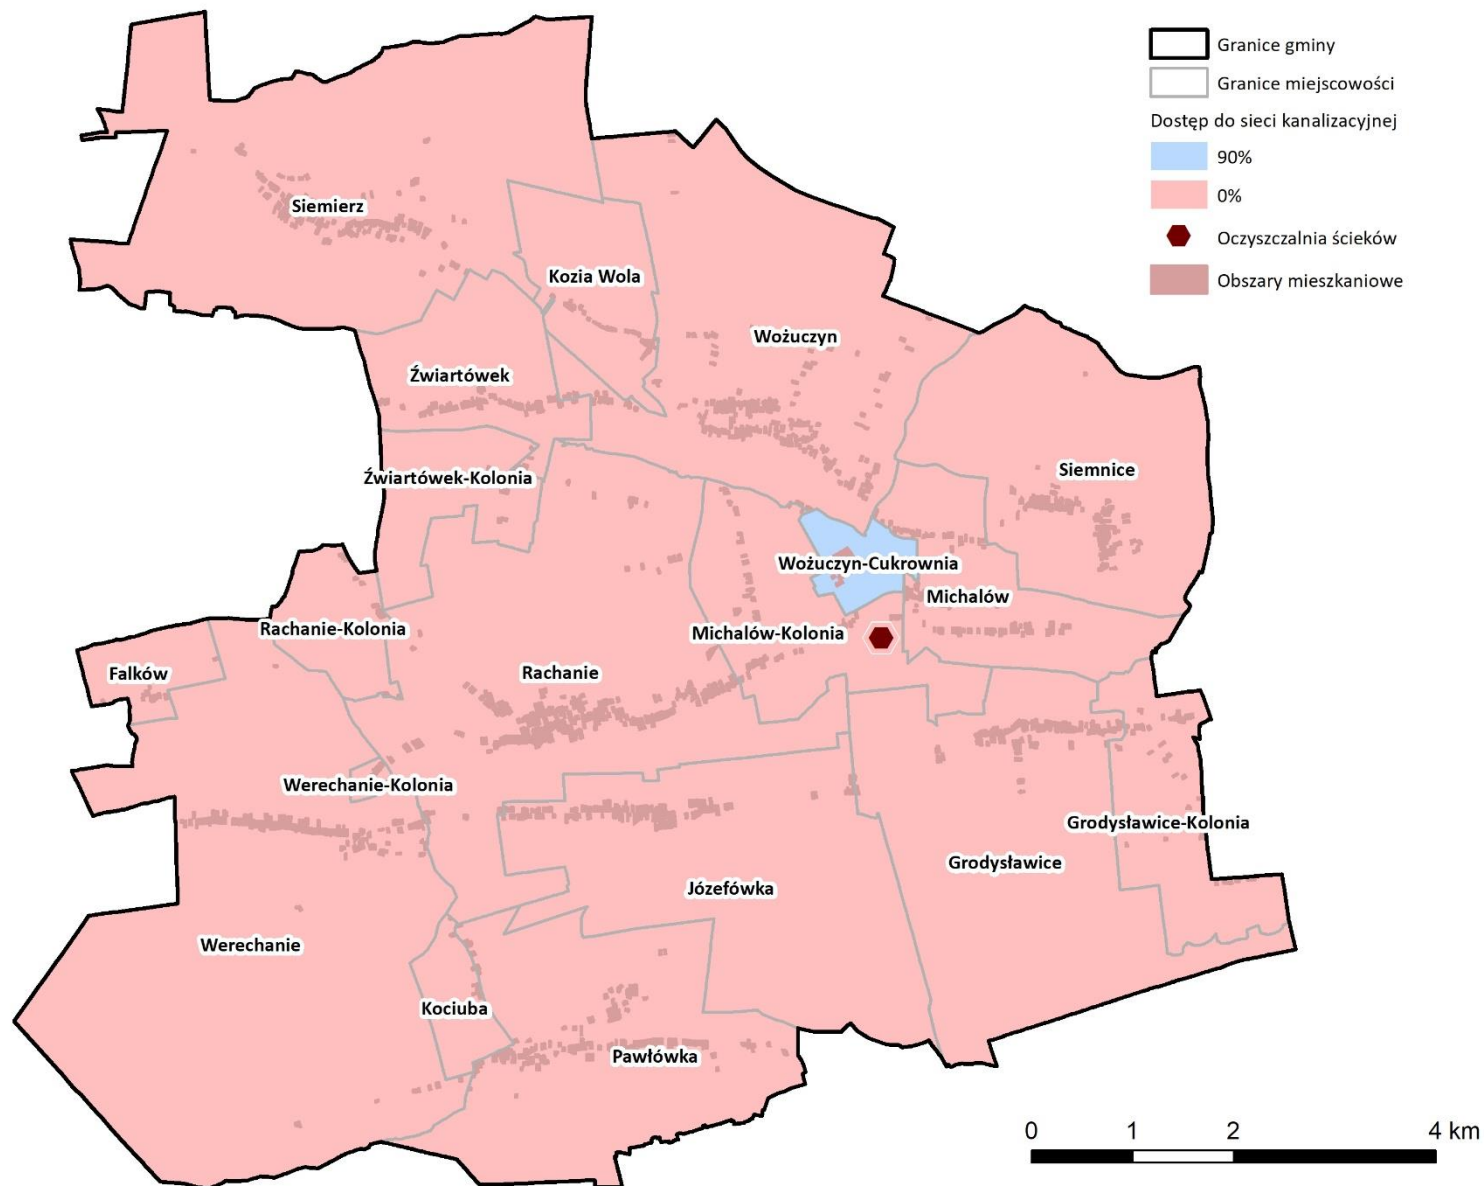 Granice gminy
Granice miejscowości
Dostęp do sieci kanalizacyjnej
90%
0%
Oczyszczalnia ścieków
Obszary mieszkaniowe
Siemierz
Kozia Wola
Wożuczyn
Źwiartówek
Siemnice
Źwiartówek-Kolonia
Wożuczyn-Cukrownia
Michalów
Rachanie-Kolonia
Michalów-Kolonia
Falków
Rachanie
Werechanie-Kolonia
Grodysławice-Kolonia
Grodysławice
Józefówka
Werechanie
Kociuba
Pawłówka
0 1 2 4 km